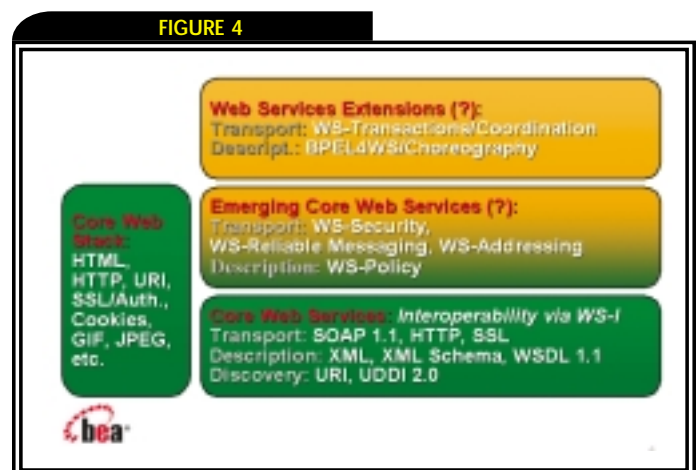 FIGURE 4
Web Services Extensions (?):
Transport: WS-Transactions/Coordination
Descript.: BPEL4WS/Choreography
Core Web
Stack:
HTML,
HTTP, URI,
SSL/Auth.,
Cookies,
GIF, JPEG,
etc.
Emerging Core Web Services (?):
Transport: WS-Security,
WS-Reliable Messaging, WS-Addressing
Description: WS-Policy
Core Web Services: Interoperability via WS-I
Transport: SOAP 1.1, HTTP, SSL
Description: XML, XML Schema, WSDL 1.1
Discovery: URI, UDDI 2.0
bea